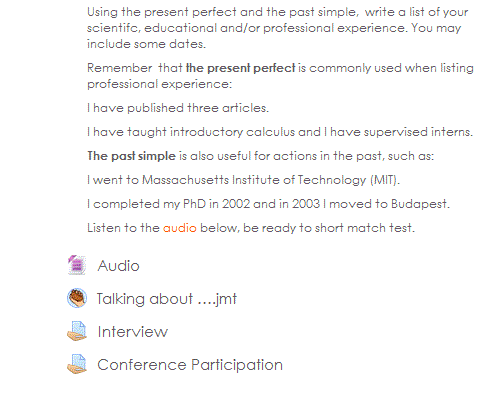 Using the present perfect and the past simple, write a list of your
scientifc, educational and/or professional experience. You may
include some dates.
Remember that the present perfect is commonly used when listing
professional experience:
I have published three articles.
I have taught introductory calculus and I have supervised interns.
The past simple is also useful for actions in the past, such as:
I went to Massachusetts Institute of Technology (MIT).
I completed my PhD in 2002 and in 2003 I moved to Budapest.
Listen to the audio below, be ready to short match test.
Audio
Talking about ....jmt
Interview
Conference Participation